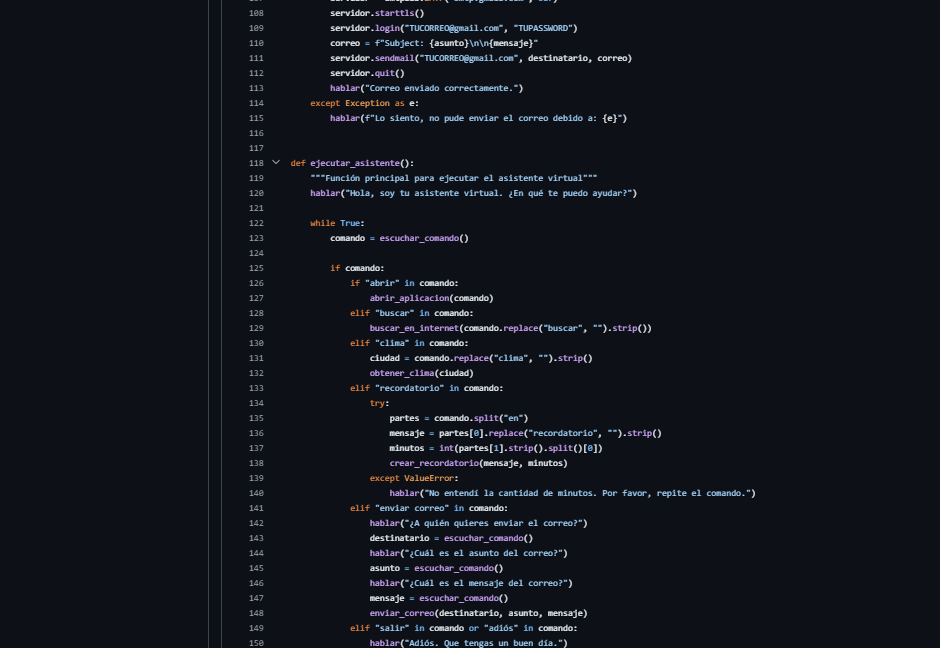 108 servidor.starttls()
109 servidor.login("TUCORREO@gmail.com", "TUPASSWORD")
110 correo = f"Subject: {asunto}\n\n{mensaje}"
111 servidor.sendmail("TUCORREO@gmail.com", destinatario, correo)
112 servidor.quit()
113 hablar("Correo enviado correctamente.")
114 except Exception as e:
115 hablar(f"Lo siento, no pude enviar el correo debido a: {e}")
116
117
118 def ejecutar_asistente():
119 """Función principal para ejecutar el asistente virtual"""
120 hablar("Hola, soy tu asistente virtual. ¿En qué te puedo ayudar?")
121
122 while True:
123 comando = escuchar_comando()
124
125 if comando:
126 if "abrir" in comando:
127 abrir_aplicacion(comando)
128 elif "buscar" in comando:
129 buscar_en_internet(comando.replace("buscar", "").strip())
130 elif "clima" in comando:
131 ciudad = comando.replace("clima", "").strip()
132 obtener_clima(ciudad)
133 elif "recordatorio" in comando:
134 try:
135 partes = comando.split("en")
136 mensaje = partes[0].replace("recordatorio", "").strip()
137 minutos = int(partes[1].strip().split()[0])
138 crear_recordatorio(mensaje, minutos)
139 except ValueError:
140 hablar("No entendí la cantidad de minutos. Por favor, repite el comando.")
141 elif "enviar correo" in comando:
142 hablar("¿A quién quieres enviar el correo?")
143 destinatario = escuchar_comando()
144 hablar("¿Cuál es el asunto del correo?")
145 asunto = escuchar_comando()
146 hablar("¿Cuál es el mensaje del correo?")
147 mensaje = escuchar_comando()
148 enviar_correo(destinatario, asunto, mensaje)
149 elif "salir" in comando or "adiós" in comando:
150 hablar("Adiós. Que tengas un buen día.")